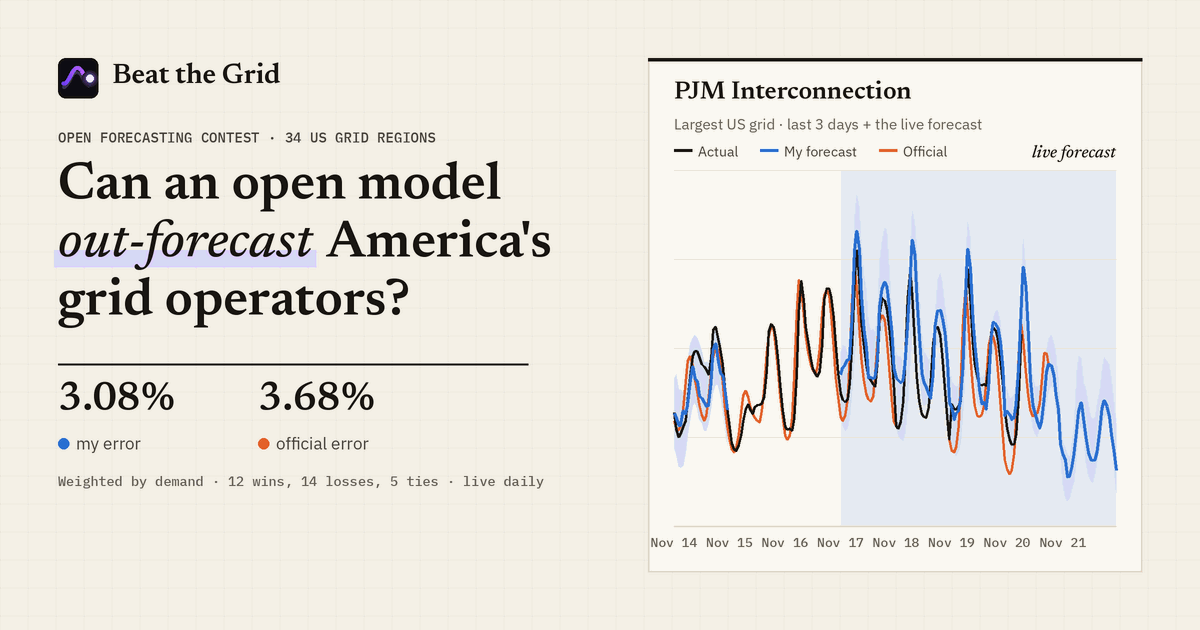 Beat the Grid
OPEN FORECASTING CONTEST · 34 US GRID REGIONS
Can an open model
out-forecast America's
grid operators?
3.08%
3.68%
my error
official error
Weighted by demand · 12 wins, 14 losses, 5 ties · live daily
PJM Interconnection
Largest US grid · last 3 days + the live forecast
Actual
My forecast
Official
live forecast
Nov 14 Nov 15 Nov 16 Nov 17 Nov 18 Nov 19 Nov 20 Nov 21